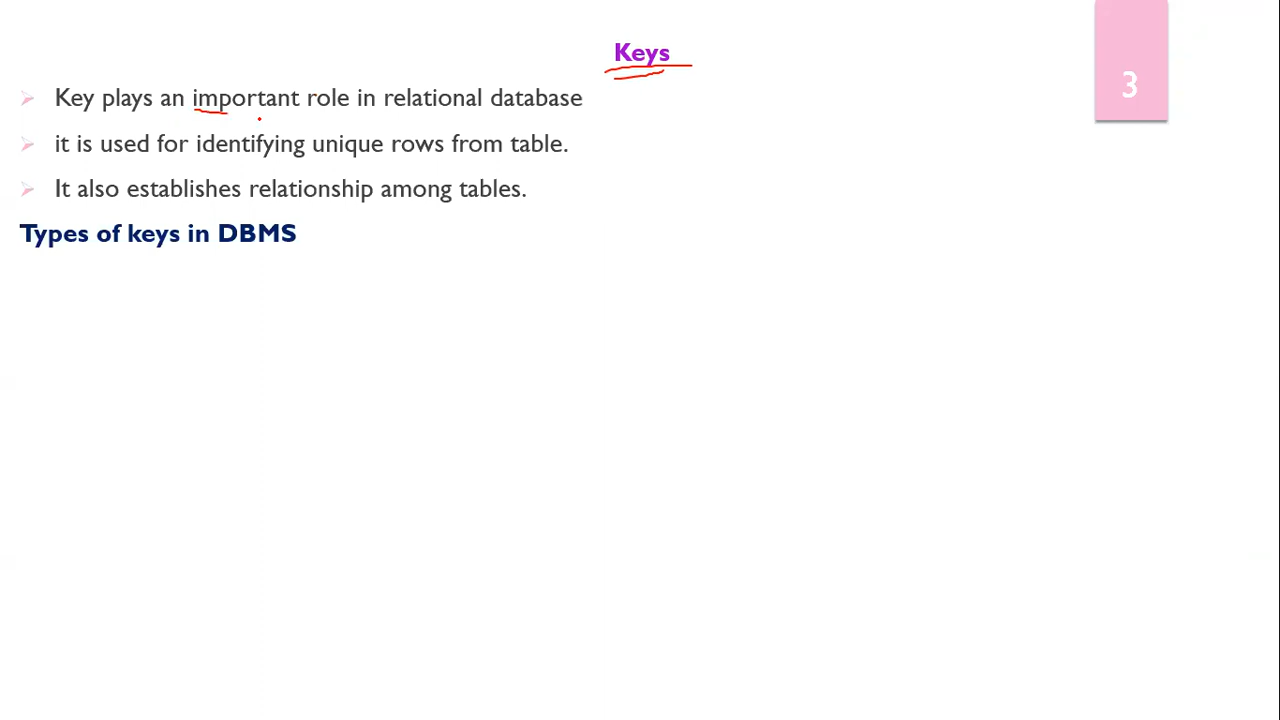 Keys
3
Key plays an important role in relational database
it is used for identifying unique rows from table.
It also establishes relationship among tables.
Types of keys in DBMS